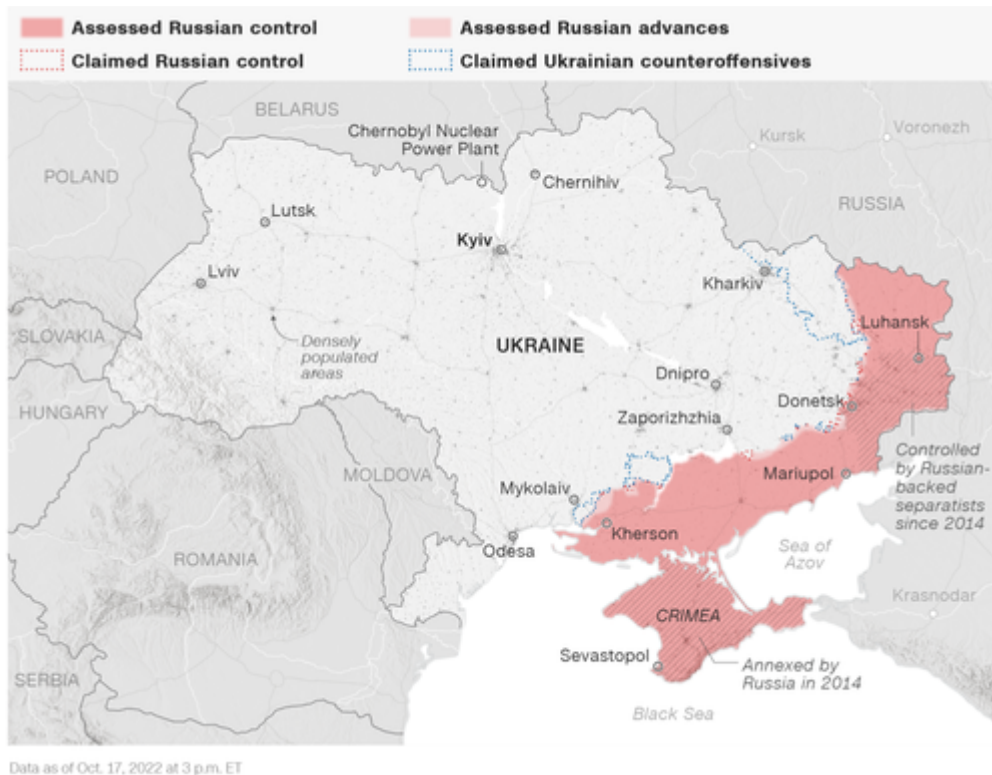 Assessed Russian control
Assessed Russian advances
Claimed Russian control
Claimed Ukrainian counteroffensives
BELARUS
Chernobyl Nuclear
Power Plant
Kursk
Voronezh
POLAND
Chernihiv
RUSSIA
Lutsk
Kyiv
Lviv
Kharkiv
SLOVAKIA
Densely
populated
areas
UKRAINE
Luhansk
Dnipro
HUNGARY
Donetsk
Zaporizhzhia
Controlled
by Russian-
backed
separatists
since 2014
MOLDOVA
Mariupol
Mykolaiv
Kherson
Odesa
ROMANIA
Sea of
Azov
Krasnodar
CRIMEA
Sevastopol
Annexed by
Russia in 2014
SERBIA
Black Sea
Data as of Oct. 17, 2022 at 3 p.m. ET